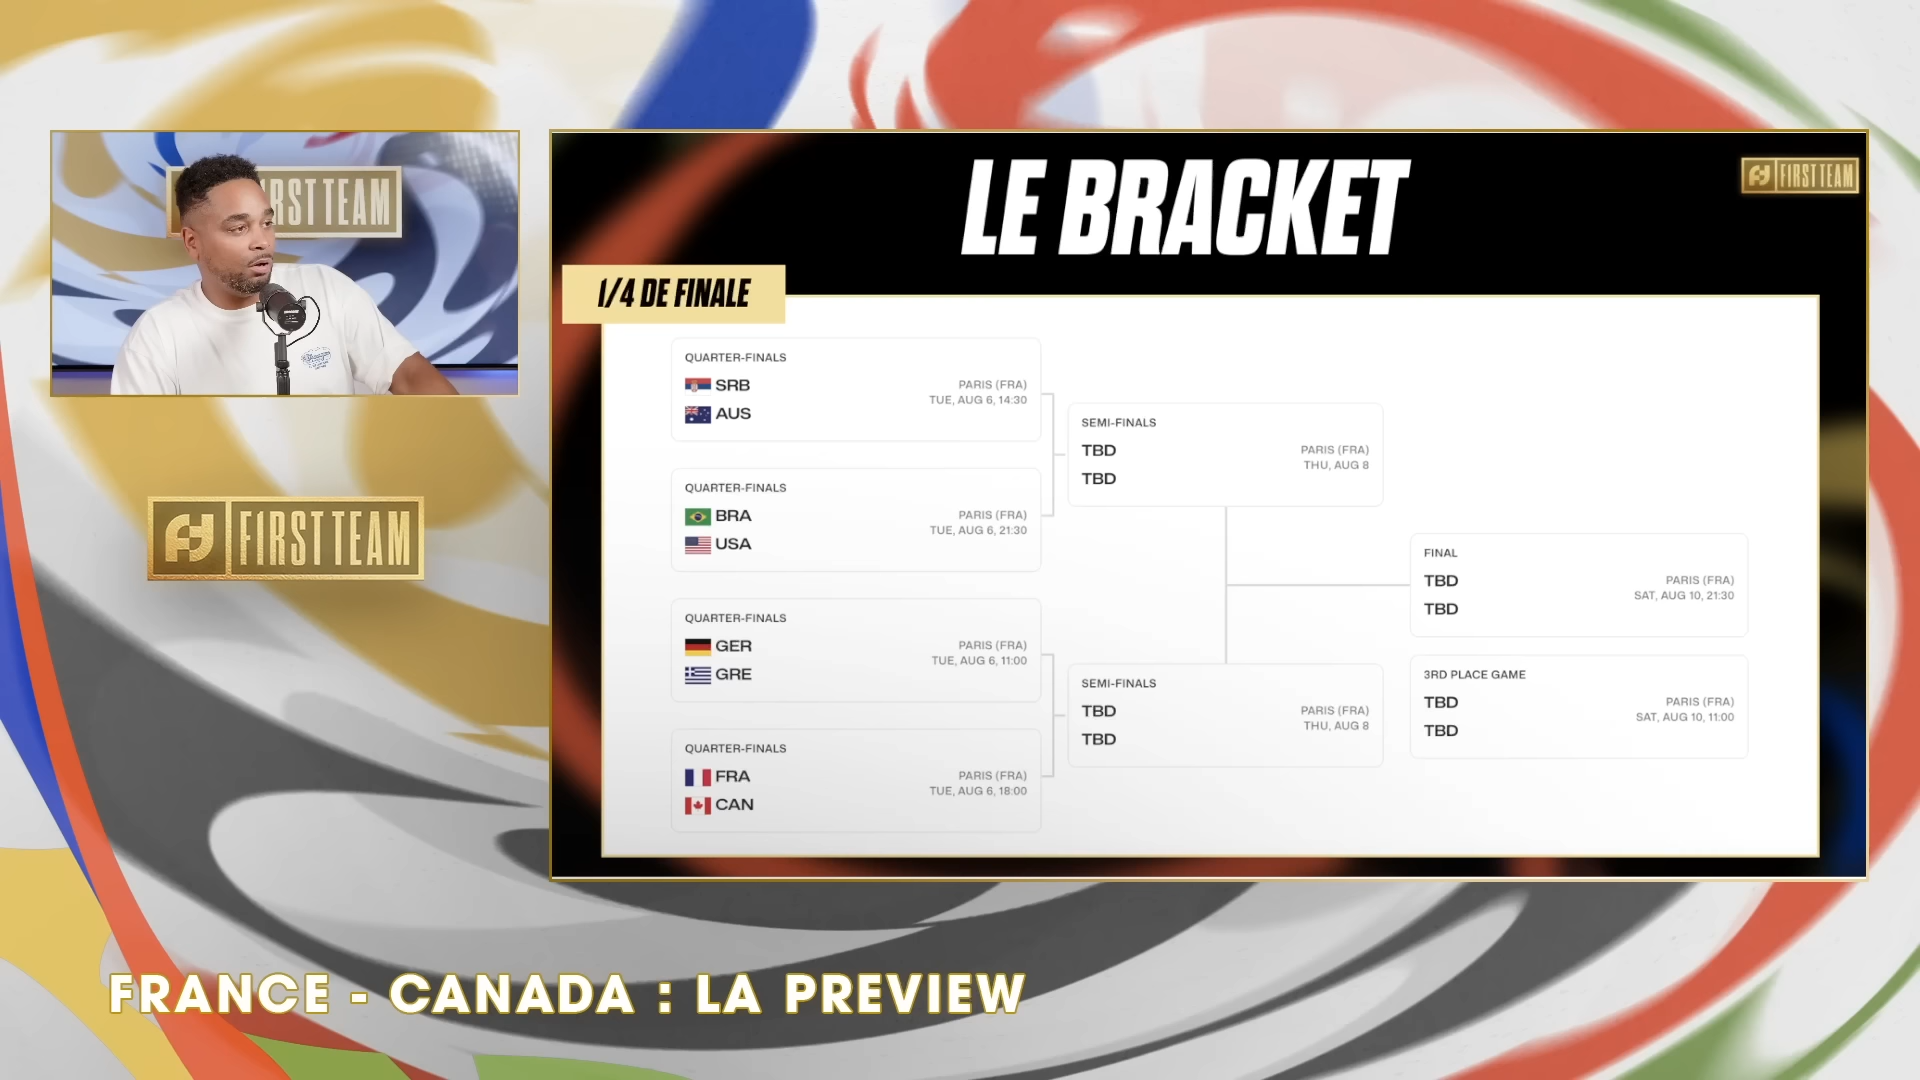 FIRST TEAM
FIRST TEAM
FRANCE - CANADA : LA PREVIEW
LE BRACKET
FIRST TEAM
1/4 DE FINALE
QUARTER-FINALS
SRB
AUS
PARIS (FRA)
TUE, AUG 6, 14:30
QUARTER-FINALS
BRA
USA
PARIS (FRA)
TUE, AUG 6, 21:30
QUARTER-FINALS
GER
GRE
PARIS (FRA)
TUE, AUG 6, 11:00
QUARTER-FINALS
FRA
CAN
PARIS (FRA)
TUE, AUG 6, 18:00
SEMI-FINALS
TBD
TBD
PARIS (FRA)
THU, AUG 8
SEMI-FINALS
TBD
TBD
PARIS (FRA)
THU, AUG 8
FINAL
TBD
TBD
PARIS (FRA)
SAT, AUG 10, 21:30
3RD PLACE GAME
TBD
TBD
PARIS (FRA)
SAT, AUG 10, 11:00